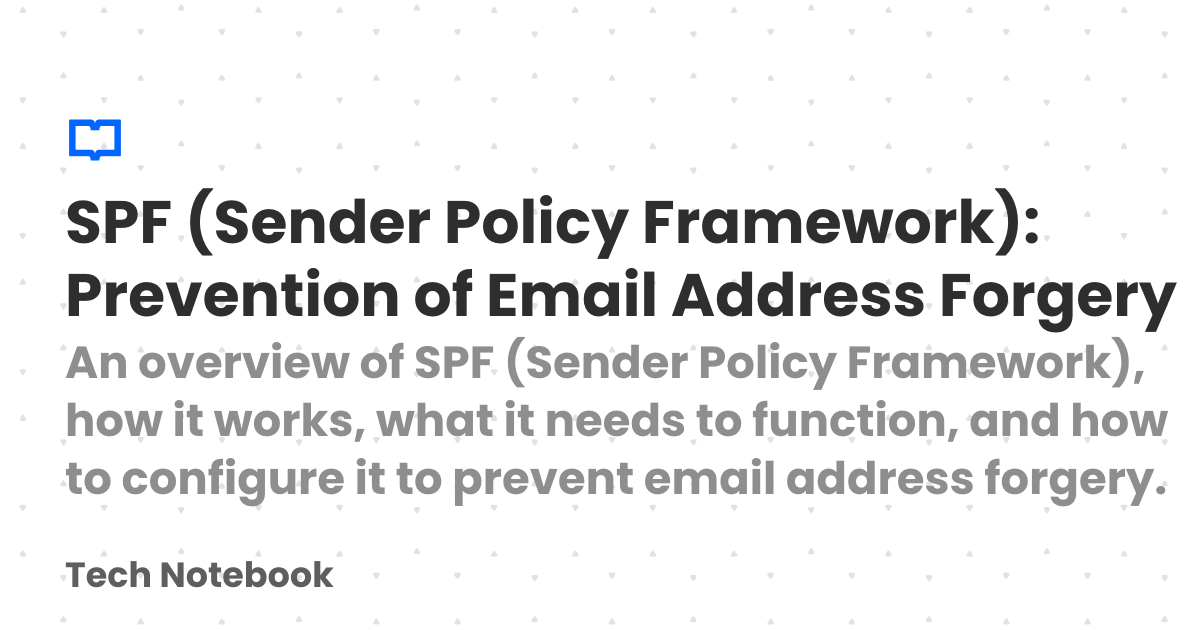 SPF (Sender Policy Framework):
Prevention of Email Address Forgery
An overview of SPF (Sender Policy Framework),
how it works, what it needs to function, and how
to configure it to prevent email address forgery.
Tech Notebook